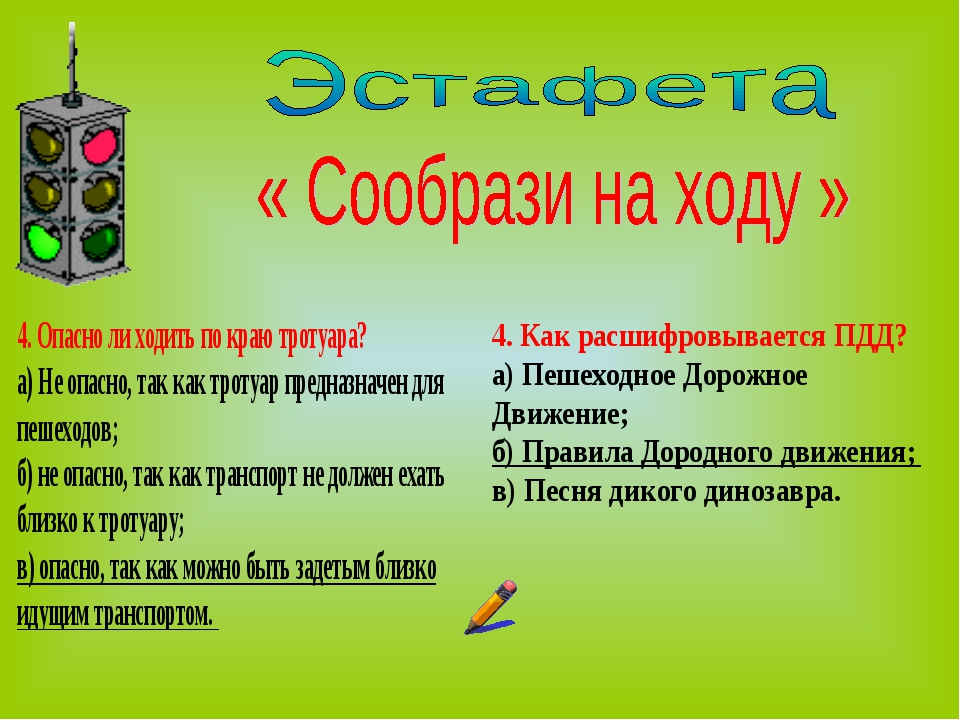 Эстафета
« Сообрази на ходу »
4. Опасно ли ходить по краю тротуара?
а) Не опасно, так как тротуар предназначен для
пешеходов;
б) не опасно, так как транспорт не должен ехать
близко к тротуару;
в) опасно, так как можно быть задетым близко
идущим транспортом.
4. Как расшифровывается ПДД?
а) Пешеходное Дорожное
Движение;
б) Правила Дородного движения;
в) Песня дикого динозавра.